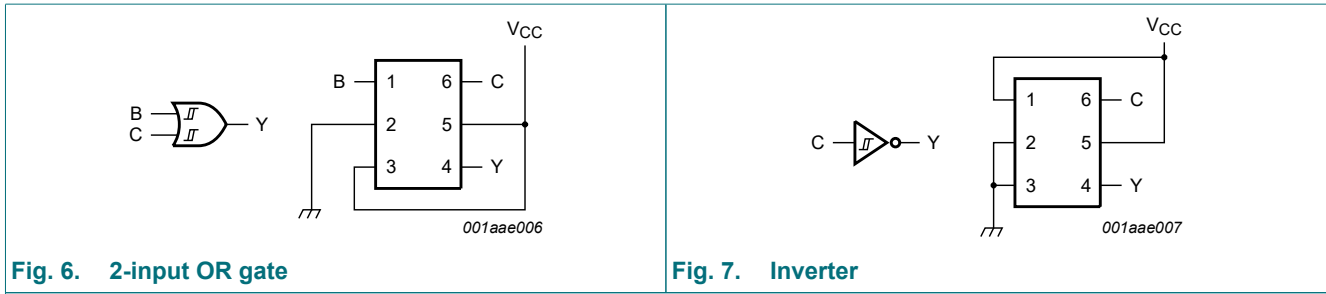 VCC
B 1 6 C
B
C Y
2 5
3 4 Y
001aae006
Fig. 6. 2-input OR gate
VCC
1 6 C
C Y
2 5
3 4 Y
001aae007
Fig. 7. Inverter